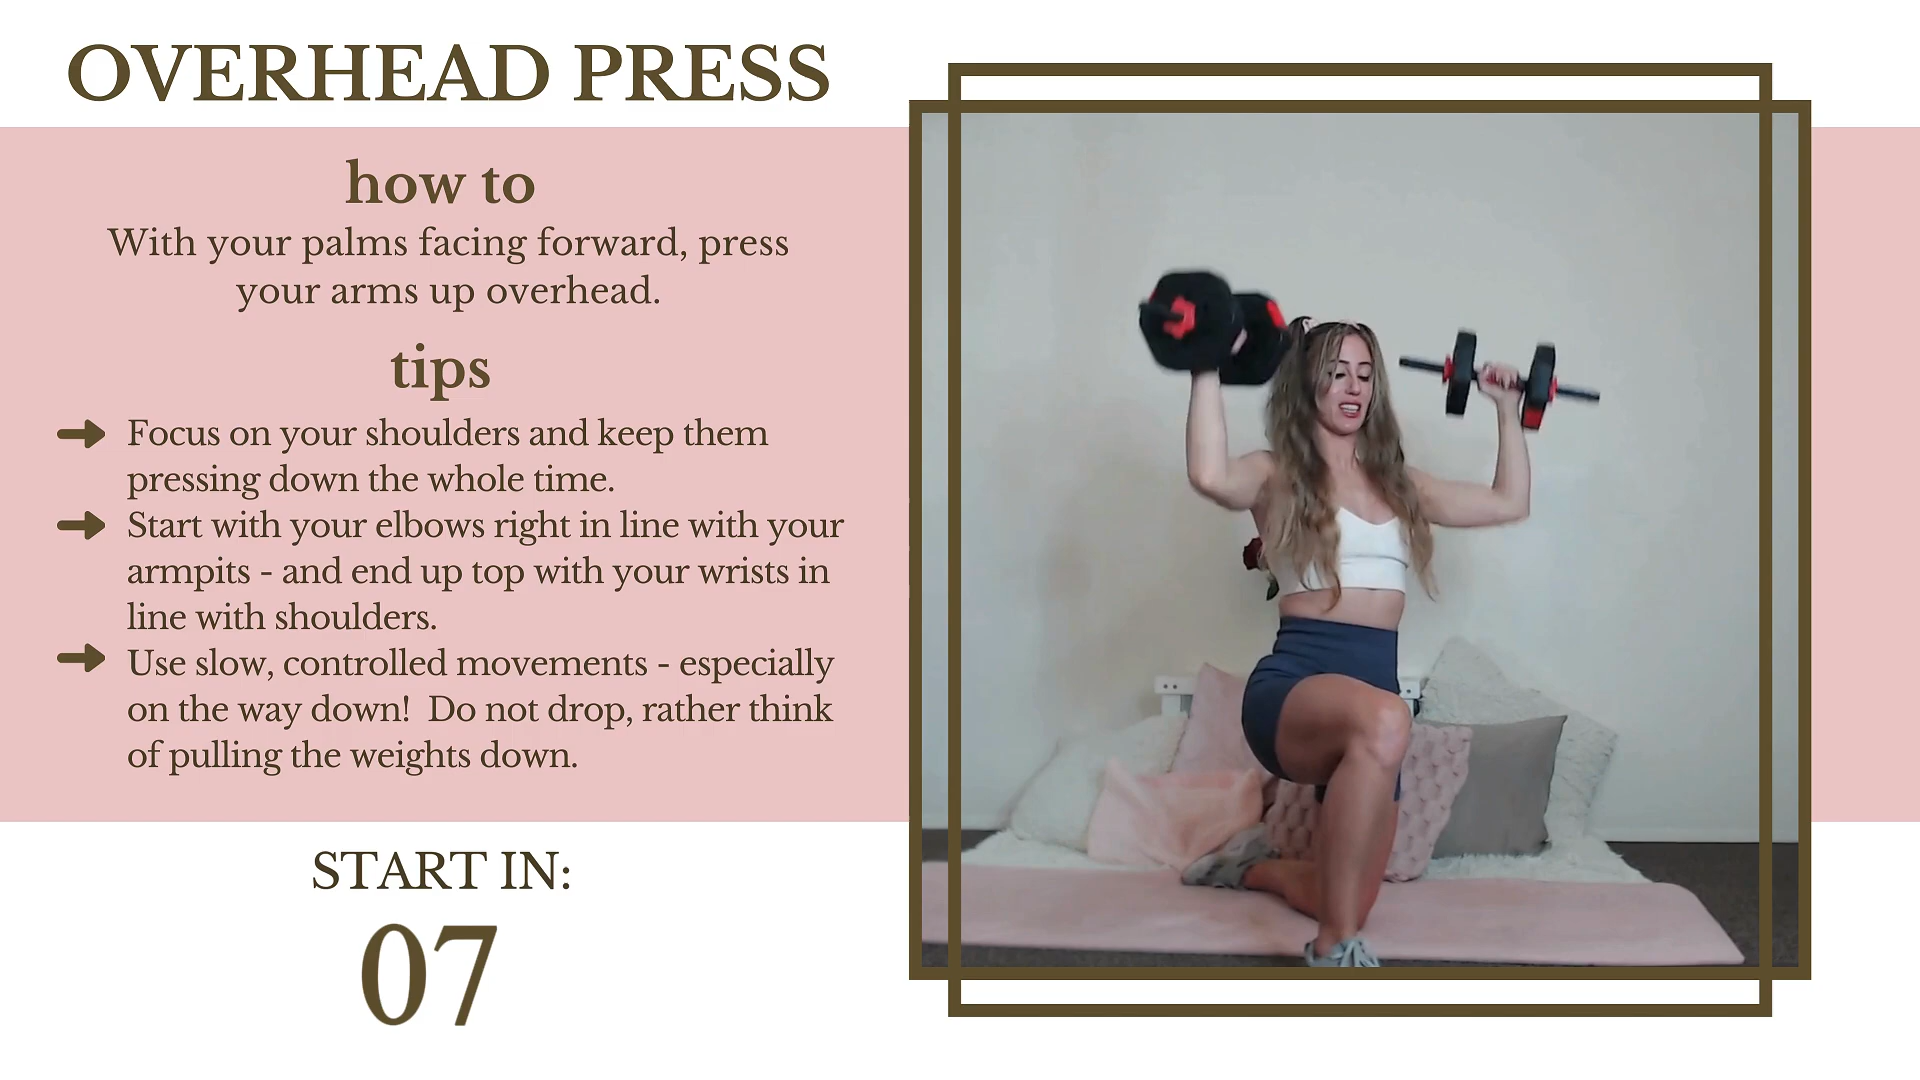 OVERHEAD PRESS
how to
With your palms facing forward, press
your arms up overhead.
tips
Focus on your shoulders and keep them
pressing down the whole time.
Start with your elbows right in line with your
armpits - and end up top with your wrists in
line with shoulders.
Use slow, controlled movements - especially
on the way down!  Do not drop, rather think
of pulling the weights down.
START IN:
07